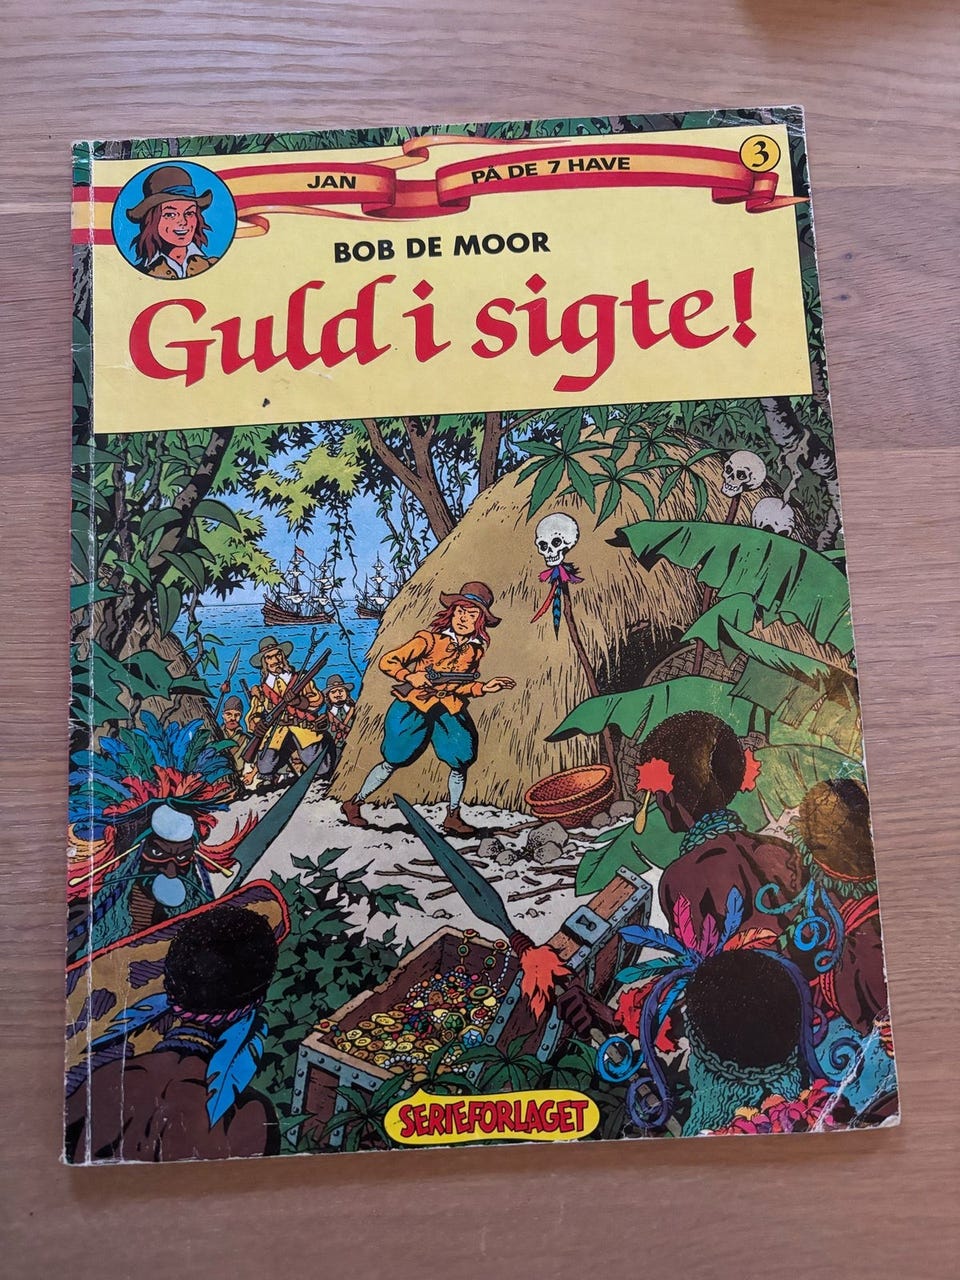 JAN PÅ DE 7 HAVE 3
BOB DE MOOR
Guld i sigte!
SERIEFORLAGET